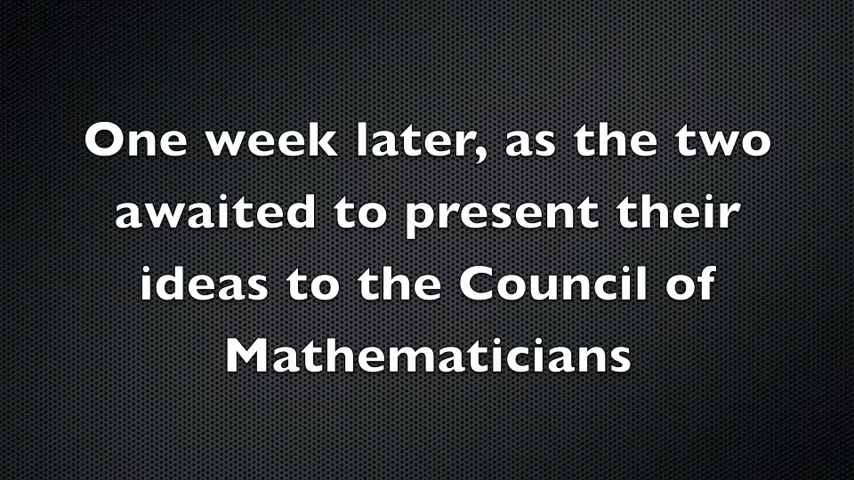 One week later, as the two
awaited to present their
ideas to the Council of
Mathematicians